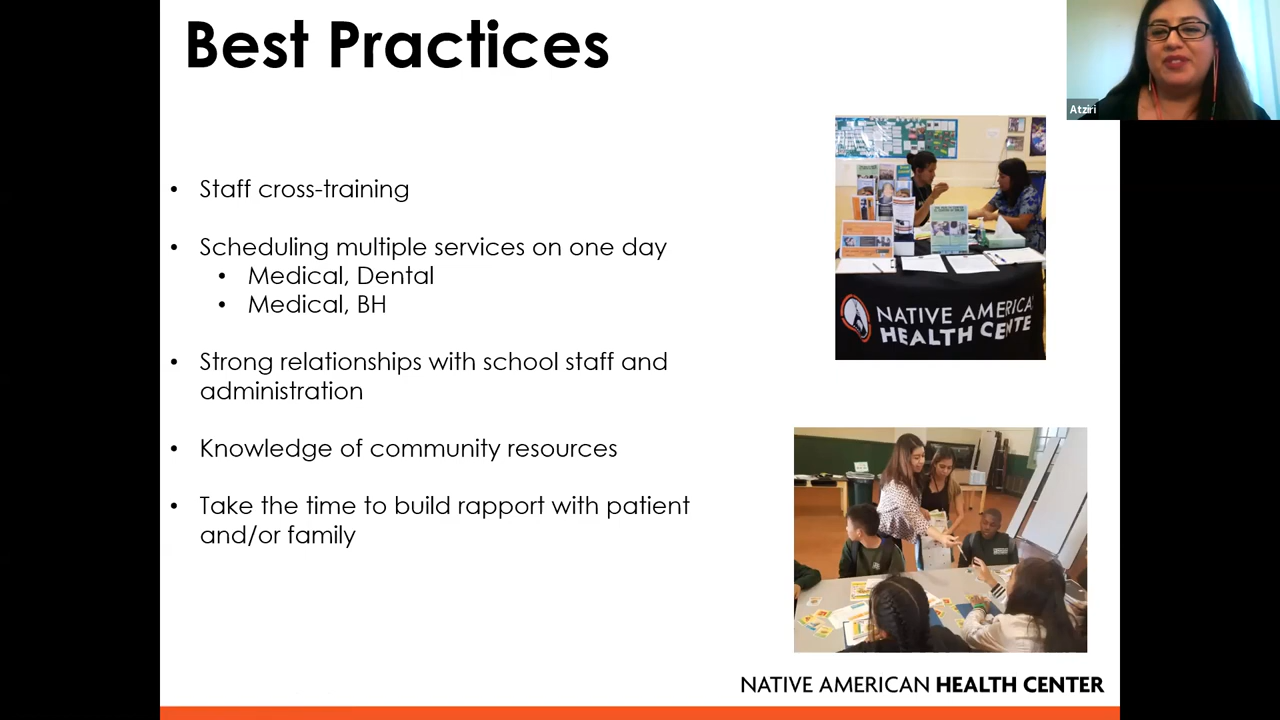 Best Practices
Atziri
• Staff cross-training
• Scheduling multiple services on one day
• Medical, Dental
• Medical, BH
• Strong relationships with school staff and
administration
• Knowledge of community resources
• Take the time to build rapport with patient
and/or family
NATIVE AMERICA
HEALTH CENTE
NATIVE AMERICAN HEALTH CENTER